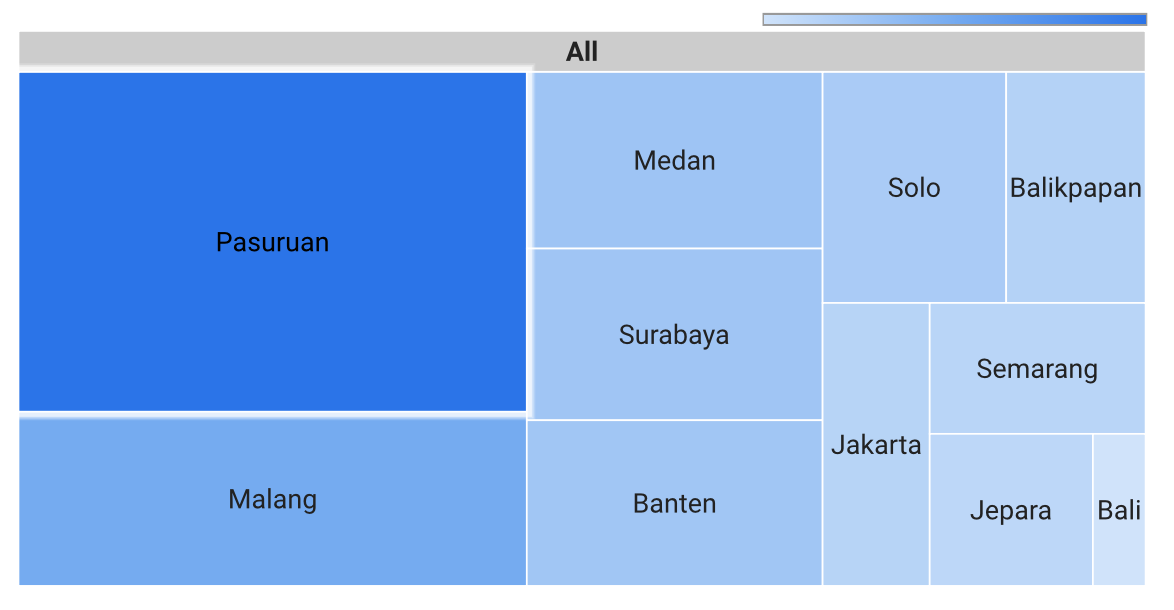 All
Pasuruan
Malang
Medan
Surabaya
Banten
Solo
Balikpapan
Jakarta
Semarang
Jepara
Bali